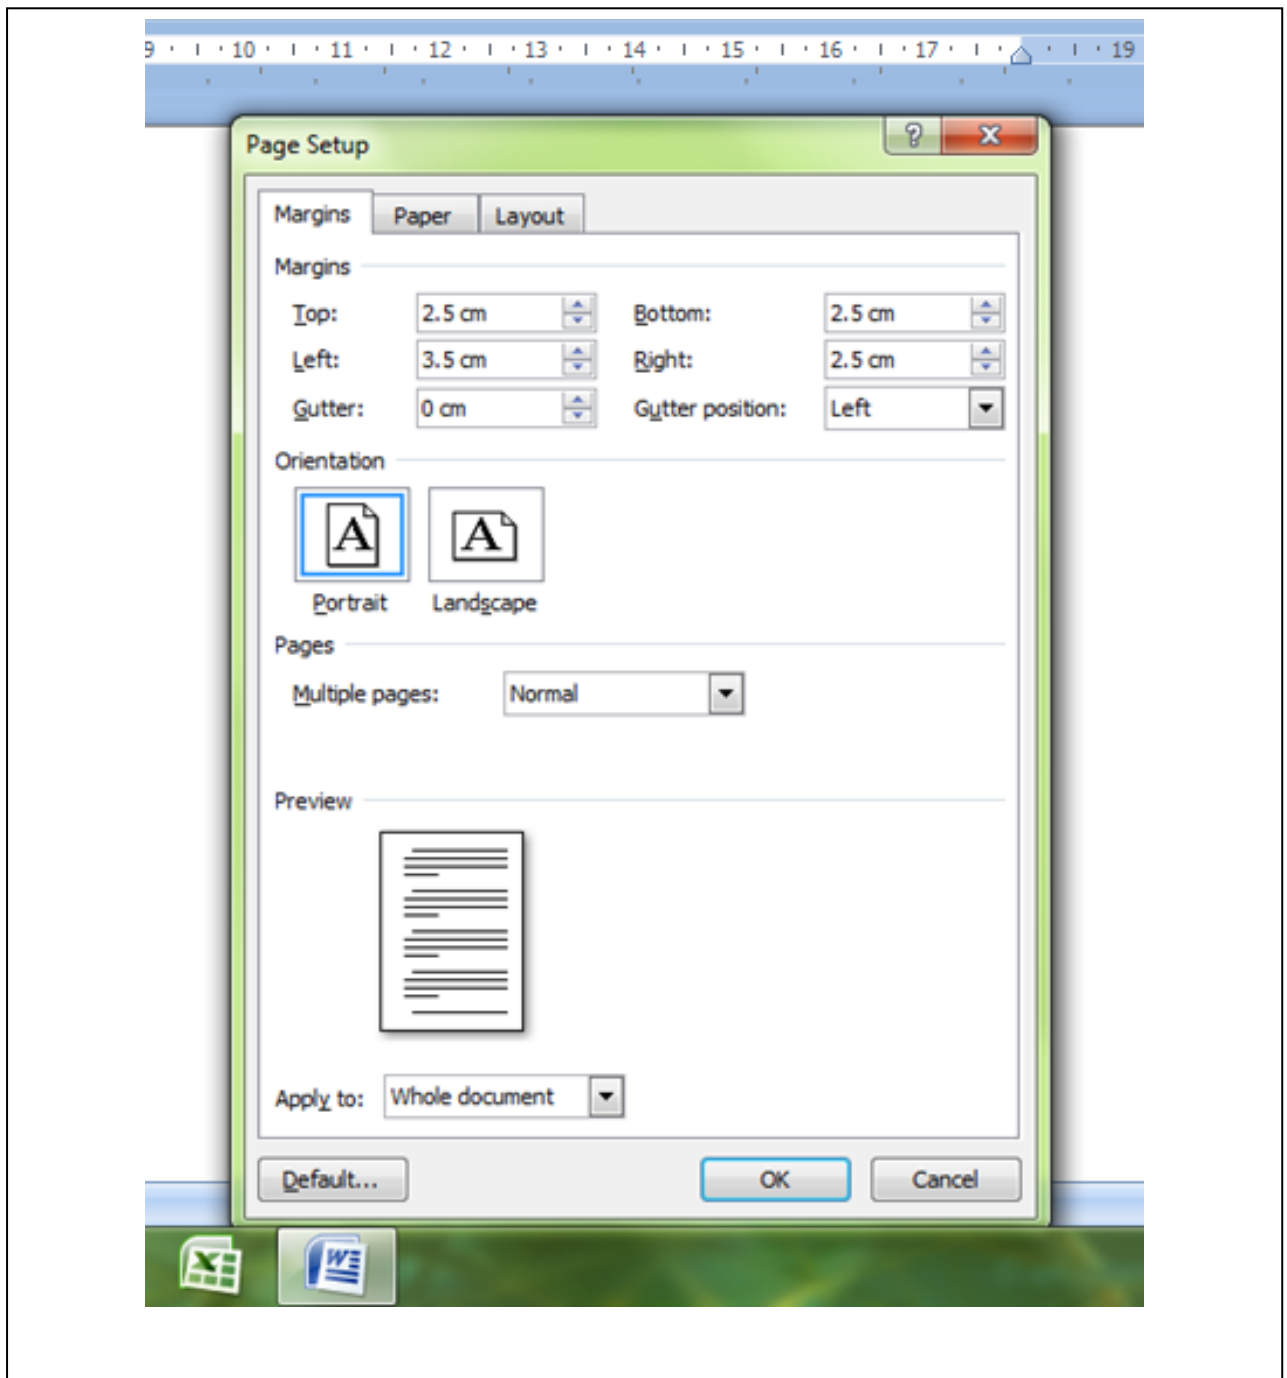 9 10 11 12 13 14 15 16 17 19
Page Setup
Margins Paper Layout
Margins
Top: 2.5 cm Bottom: 2.5 cm
Left: 3.5 cm Right: 2.5 cm
Gutter: 0 cm Gutter position: Left
Orientation
A A
Portrait Landscape
Pages
Multiple pages: Normal
Preview
Apply to: Whole document
Default... OK Cancel